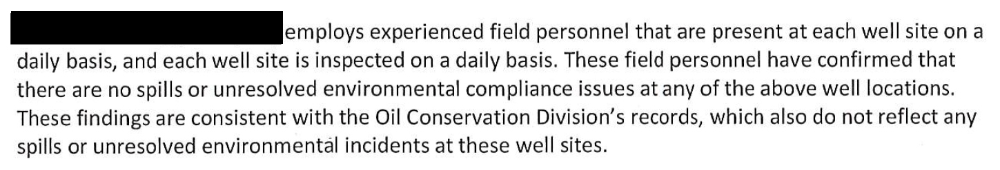 employs experienced field personnel that are present at each well site on a
daily basis, and each well site is inspected on a daily basis. These field personnel have confirmed that
there are no spills or unresolved environmental compliance issues at any of the above well locations.
These findings are consistent with the Oil Conservation Division's records, which also do not reflect any
spills or unresolved environmental incidents at these well sites.